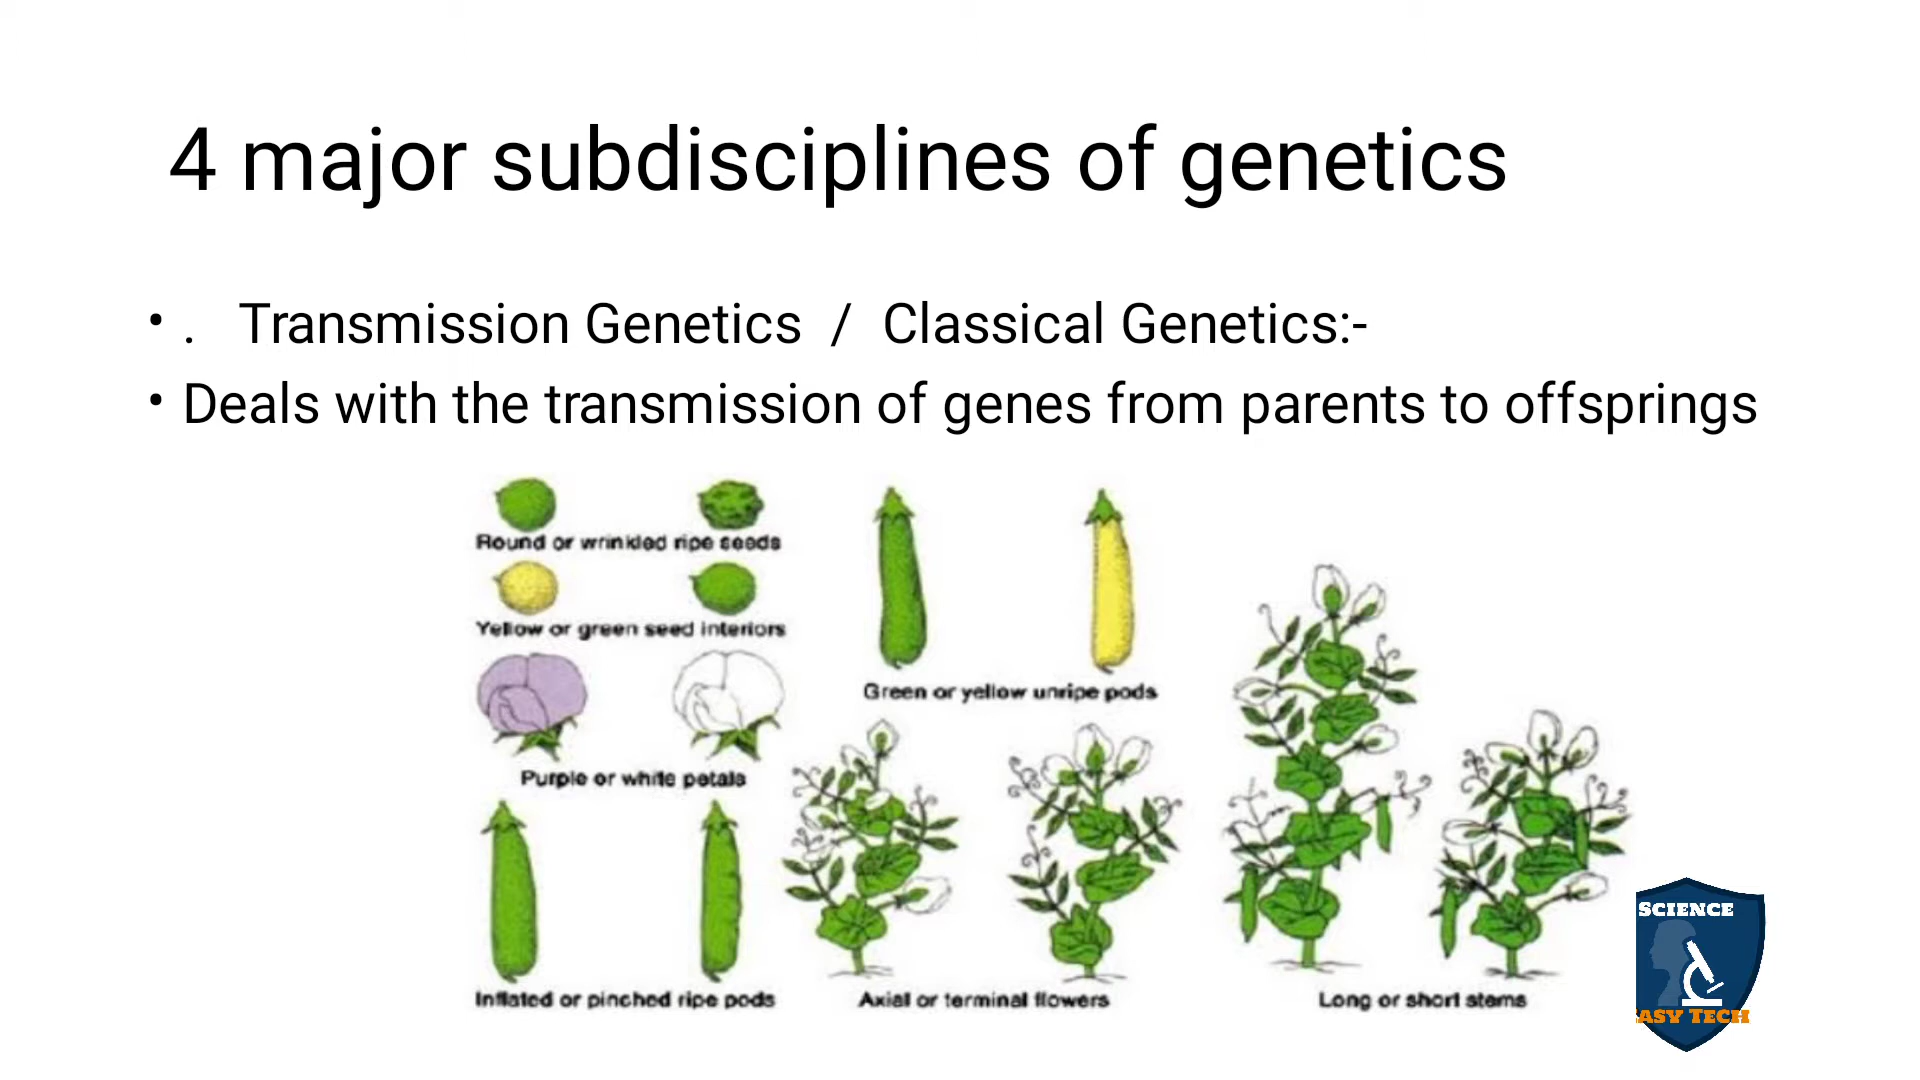 4 major subdisciplines of genetics
• .   Transmission Genetics  /  Classical Genetics:-
• Deals with the transmission of genes from parents to offsprings
Round or wrinkled ripe seeds
Yellow or green seed interiors
Purple or white petals
Inflated or pinched ripe pods
Green or yellow unripe pods
Axial or terminal flowers
Long or short stems
SCIENCE
ASY TECH